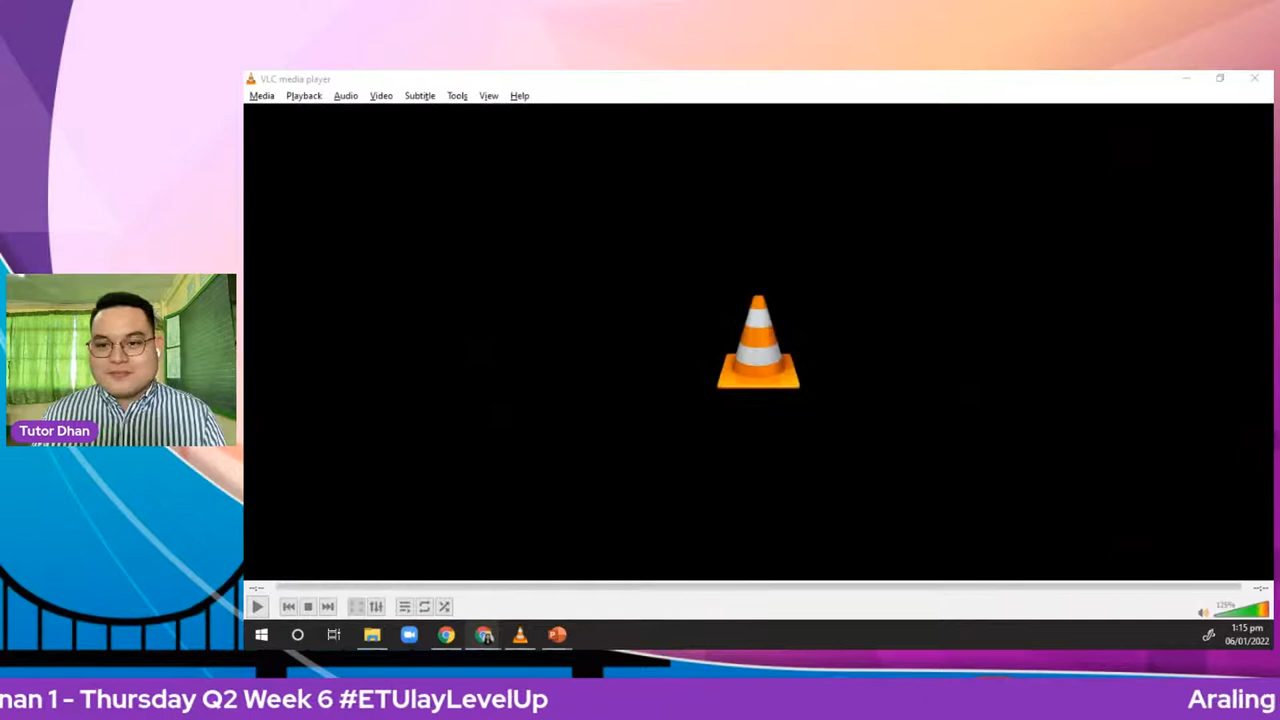 VLC media player
Media Playback Audio Video Subtitle Tools View Help
Tutor Dhan
--:-- --:--
129%
1:15 pm
06/01/2022
nan 1 - Thursday Q2 Week 6 #ETUlayLevelUp Araling